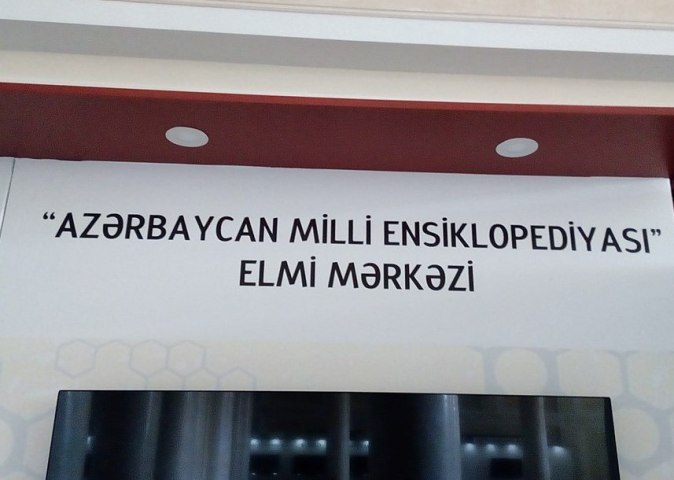 “AZƏRBAYCAN MİLLİ ENSİKLOPEDİYASI”
ELMİ MƏRKƏZİ